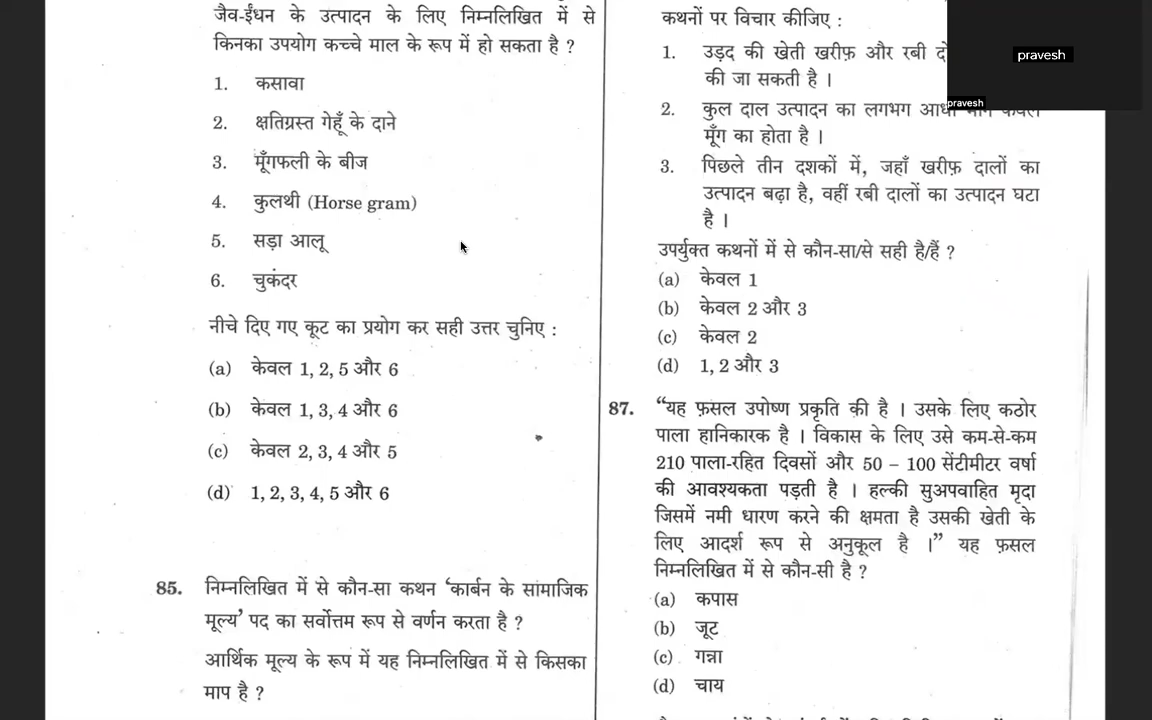 जैव-ईंधन के उत्पादन के लिए निम्नलिखित में से
किनका उपयोग कच्चे माल के रूप में हो सकता है ?
1. कसावा
2. क्षतिग्रस्त गेहूँ के दाने
3. मूँगफली के बीज
4. कुलथी (Horse gram)
5. सड़ा आलू
6. चुकंदर
नीचे दिए गए कूट का प्रयोग कर सही उत्तर चुनिए :
(a) केवल 1, 2, 5 और 6
(b) केवल 1, 3, 4 और 6
(c) केवल 2, 3, 4 और 5
(d) 1, 2, 3, 4, 5 और 6
85. निम्नलिखित में से कौन-सा कथन ‘कार्बन के सामाजिक
मूल्य’ पद का सर्वोत्तम रूप से वर्णन करता है ?
आर्थिक मूल्य के रूप में यह निम्नलिखित में से किसका
माप है ?
कथनों पर विचार कीजिए :
1. उड़द की खेती खरीफ़ और रबी
की जा सकती है ।
2. कुल दाल उत्पादन का लगभग
मूँग का होता है ।
3. पिछले तीन दशकों में, जहाँ खरीफ़ दालों का
उत्पादन बढ़ा है, वहीं रबी दालों का उत्पादन घटा
है ।
उपर्युक्त कथनों में से कौन-सा/से सही है/हैं ?
(a) केवल 1
(b) केवल 2 और 3
(c) केवल 2
(d) 1, 2 और 3
87. “यह फ़सल उपोष्ण प्रकृति की है । उसके लिए कठोर
पाला हानिकारक है । विकास के लिए उसे कम-से-कम
210 पाला-रहित दिवसों और 50 – 100 सेंटीमीटर वर्षा
की आवश्यकता पड़ती है । हल्की सुअपवाहित मृदा
जिसमें नमी धारण करने की क्षमता है उसकी खेती के
लिए आदर्श रूप से अनुकूल है ।” यह फ़सल
निम्नलिखित में से कौन-सी है ?
(a) कपास
(b) जूट
(c) गन्ना
(d) चाय
pravesh
pravesh